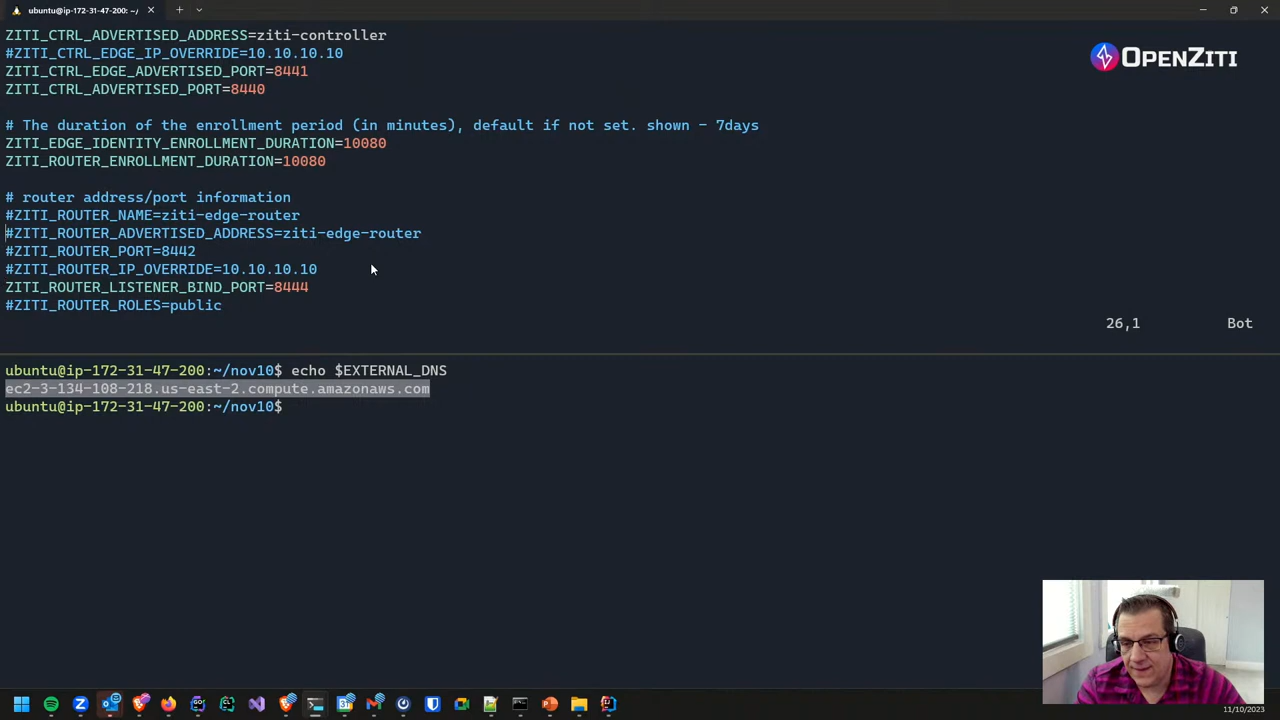 ubuntu@ip-172-31-47-200: ~/
ZITI_CTRL_ADVERTISED_ADDRESS=ziti-controller
#ZITI_CTRL_EDGE_IP_OVERRIDE=10.10.10.10
ZITI_CTRL_EDGE_ADVERTISED_PORT=8441
ZITI_CTRL_ADVERTISED_PORT=8440
OPENZITI
# The duration of the enrollment period (in minutes), default if not set. shown - 7days
ZITI_EDGE_IDENTITY_ENROLLMENT_DURATION=10080
ZITI_ROUTER_ENROLLMENT_DURATION=10080
# router address/port information
#ZITI_ROUTER_NAME=ziti-edge-router
#ZITI_ROUTER_ADVERTISED_ADDRESS=ziti-edge-router
#ZITI_ROUTER_PORT=8442
#ZITI_ROUTER_IP_OVERRIDE=10.10.10.10
ZITI_ROUTER_LISTENER_BIND_PORT=8444
#ZITI_ROUTER_ROLES=public
26,1 Bot
ubuntu@ip-172-31-47-200:~/nov10$ echo $EXTERNAL_DNS
ec2-3-134-108-218.us-east-2.compute.amazonaws.com
ubuntu@ip-172-31-47-200:~/nov10$
11/10/2023